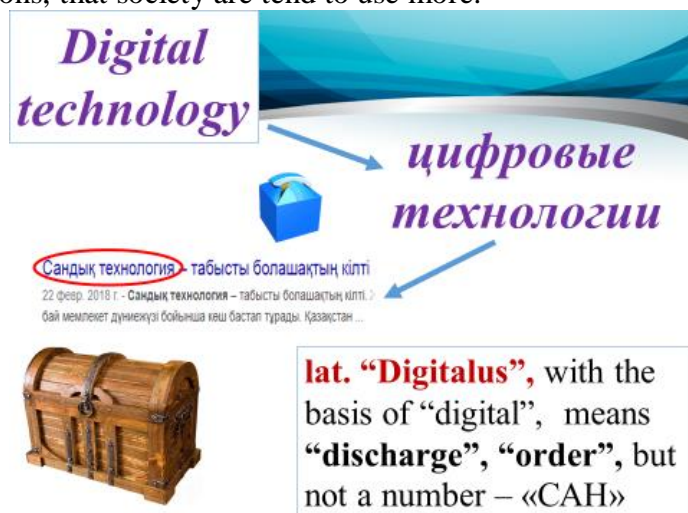 ons, that society are tend to use more.
Digital
technology
цифровые
технологии
Сандық технология – табысты болашақтың кілті
22 февр. 2018 г. - Сандық технология – табысты болашақтың кілті.
бай мемлекет дүниежүзі бойынша кеш бастап турады. Қазақстан ...
lat. “Digitalus”, with the
basis of “digital”, means
“discharge”, “order”, but
not a number – «САН»